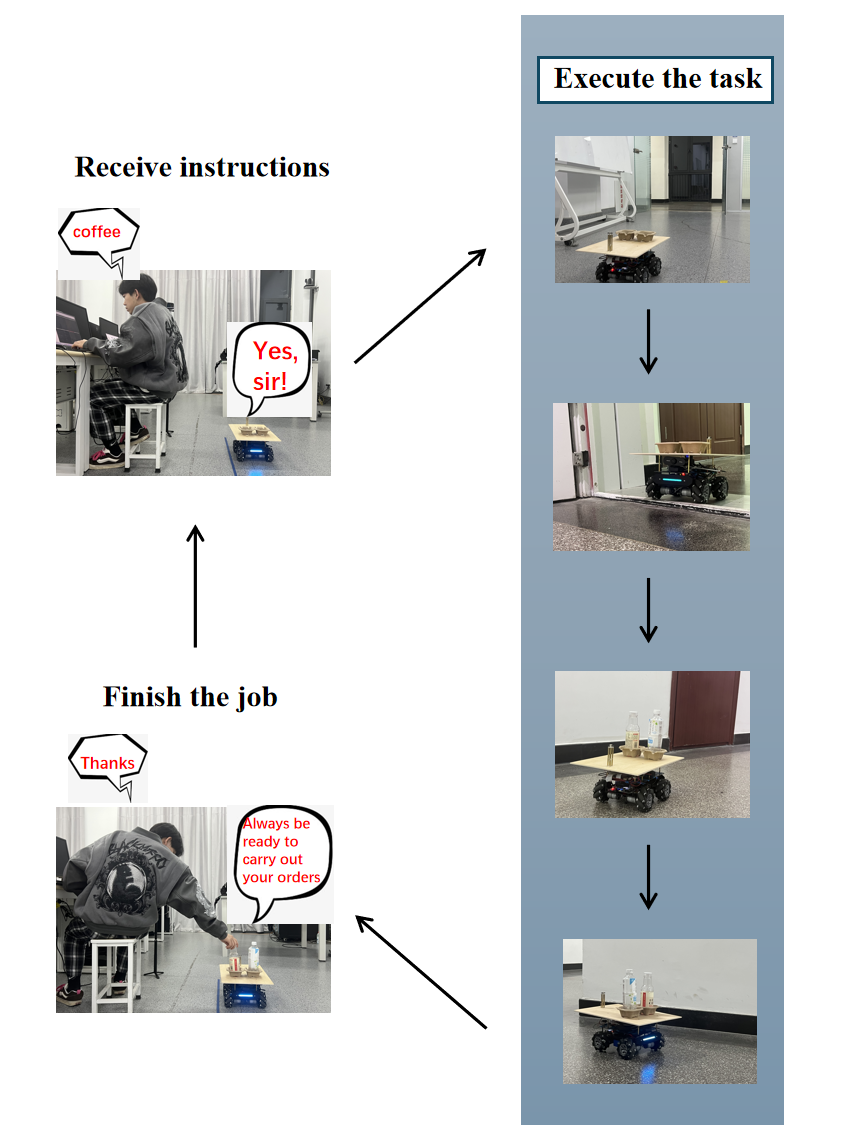 Execute the task
Receive instructions
coffee
Yes,
sir!
Finish the job
Thanks
Always be
ready to
carry out
your orders